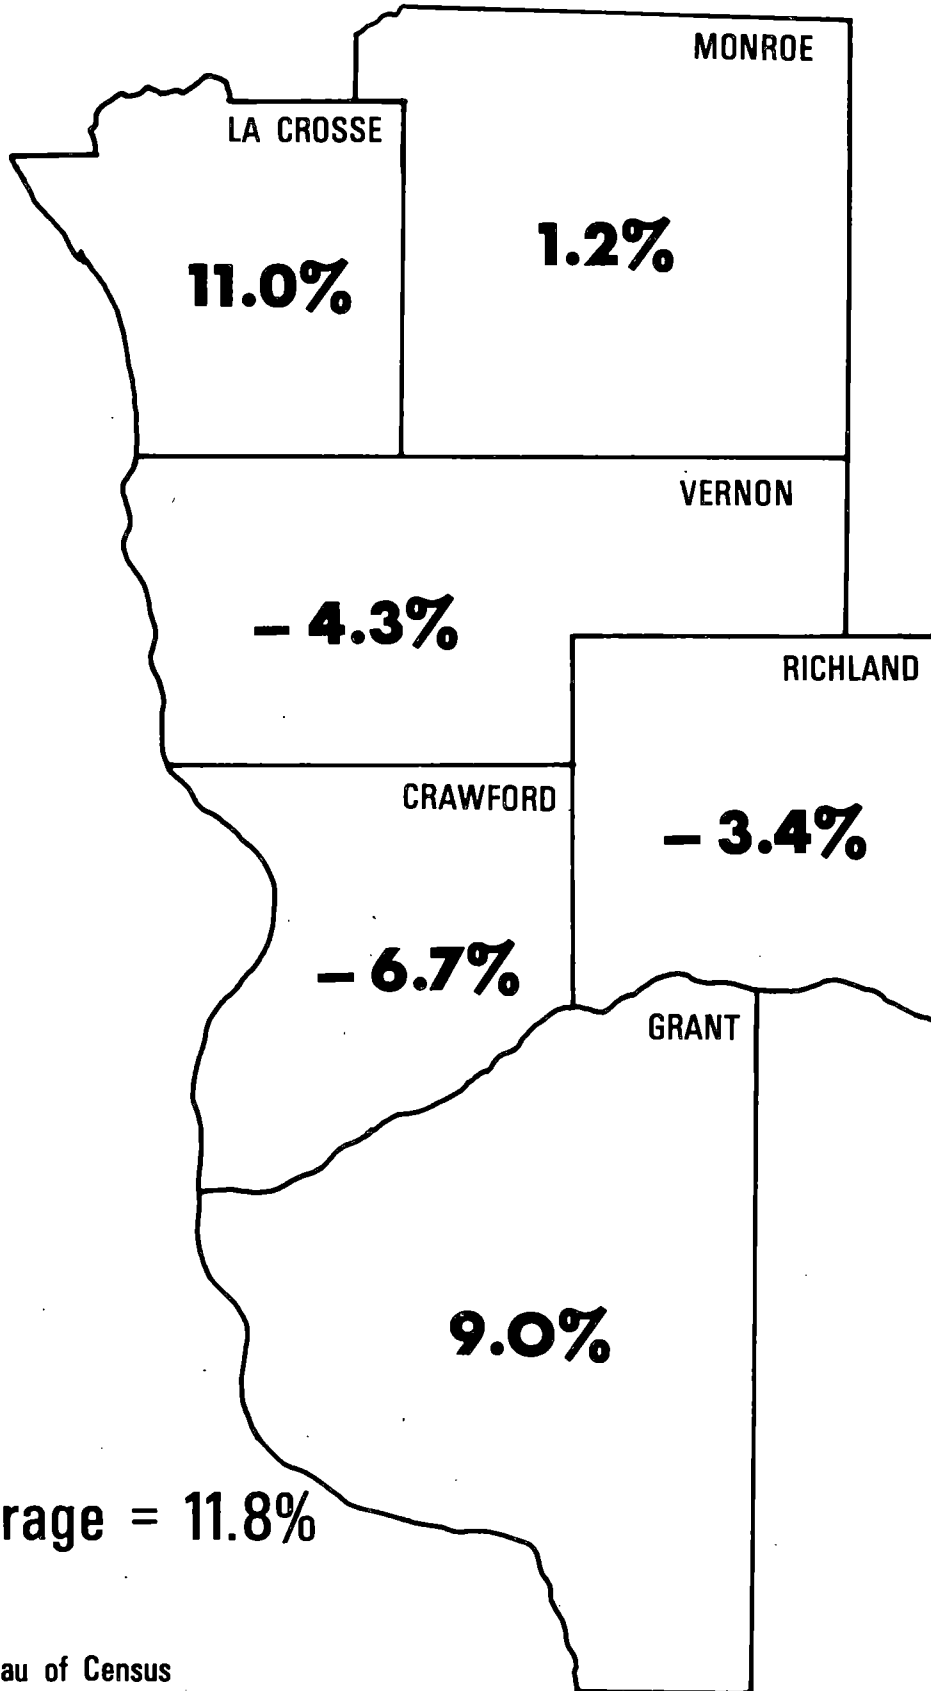 MONROE
LA CROSSE
1.2%
11.0%
VERNON
– 4.3%
RICHLAND
CRAWFORD
– 3.4%
– 6.7%
GRANT
9.0%
rage = 11.8%
au of Census